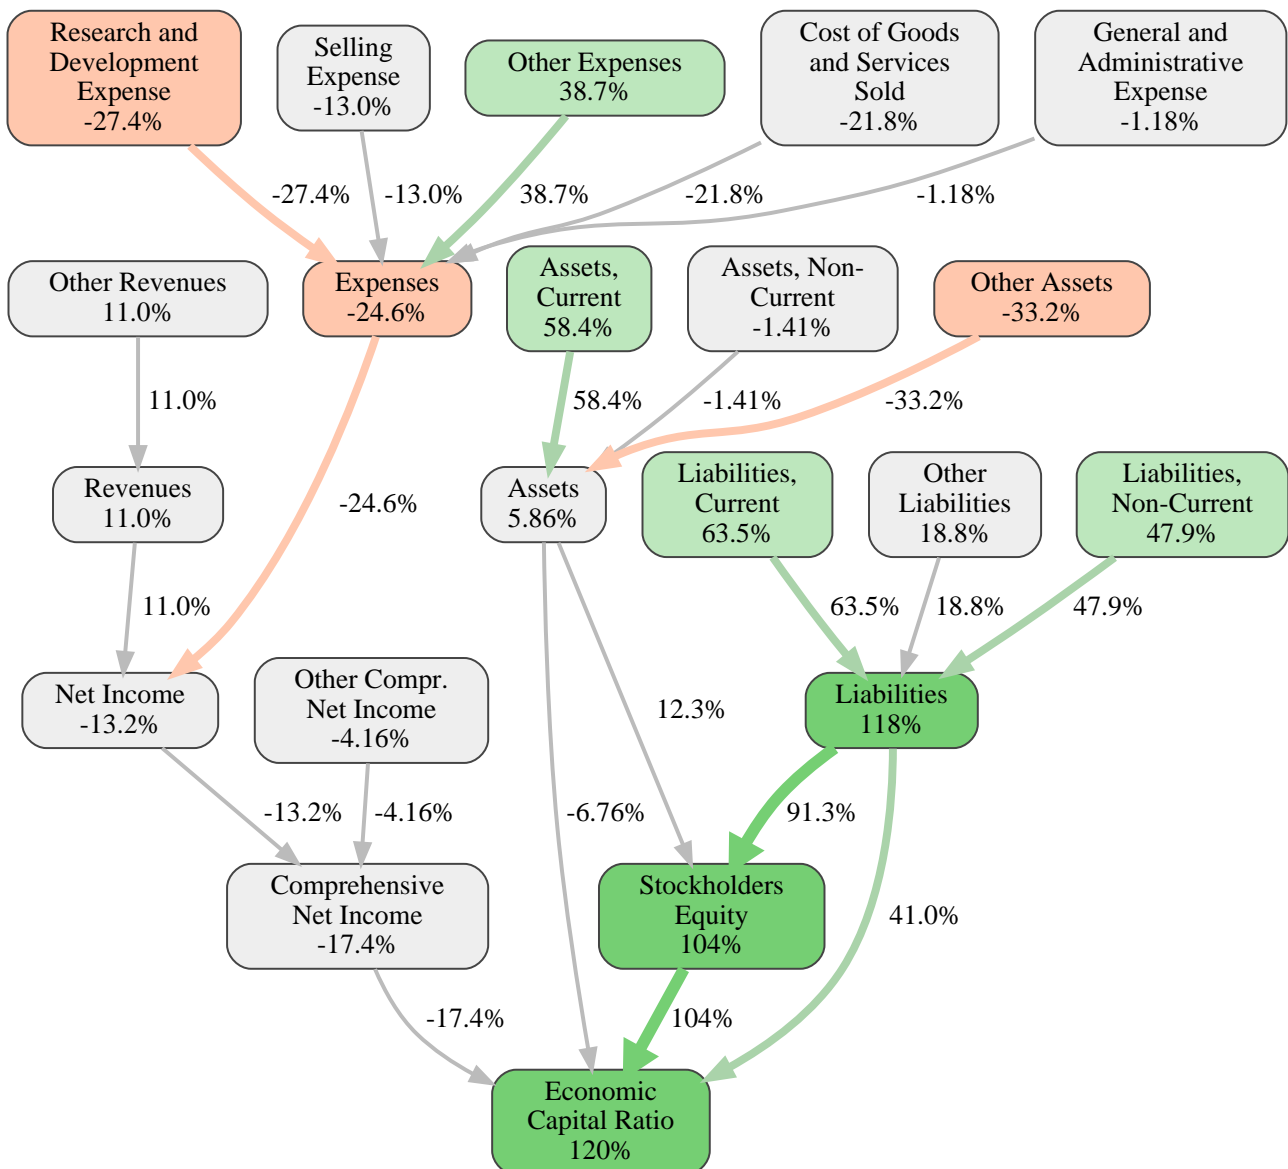 Research and
Development
Expense
-27.4%
Selling
Expense
-13.0%
Other Expenses
38.7%
Cost of Goods
and Services
Sold
-21.8%
General and
Administrative
Expense
-1.18%
-27.4%
-13.0%
38.7%
-21.8%
-1.18%
Other Revenues
11.0%
Expenses
-24.6%
Assets,
Current
58.4%
Assets, Non-
Current
-1.41%
Other Assets
-33.2%
11.0%
58.4%
-1.41%
-33.2%
Revenues
11.0%
-24.6%
Assets
5.86%
Liabilities,
Current
63.5%
Other
Liabilities
18.8%
Liabilities,
Non-Current
47.9%
11.0%
63.5%
18.8%
47.9%
Net Income
-13.2%
Other Compr.
Net Income
-4.16%
12.3%
Liabilities
118%
-13.2%
-4.16%
-6.76%
91.3%
Comprehensive
Net Income
-17.4%
Stockholders
Equity
104%
41.0%
-17.4%
104%
Economic
Capital Ratio
120%